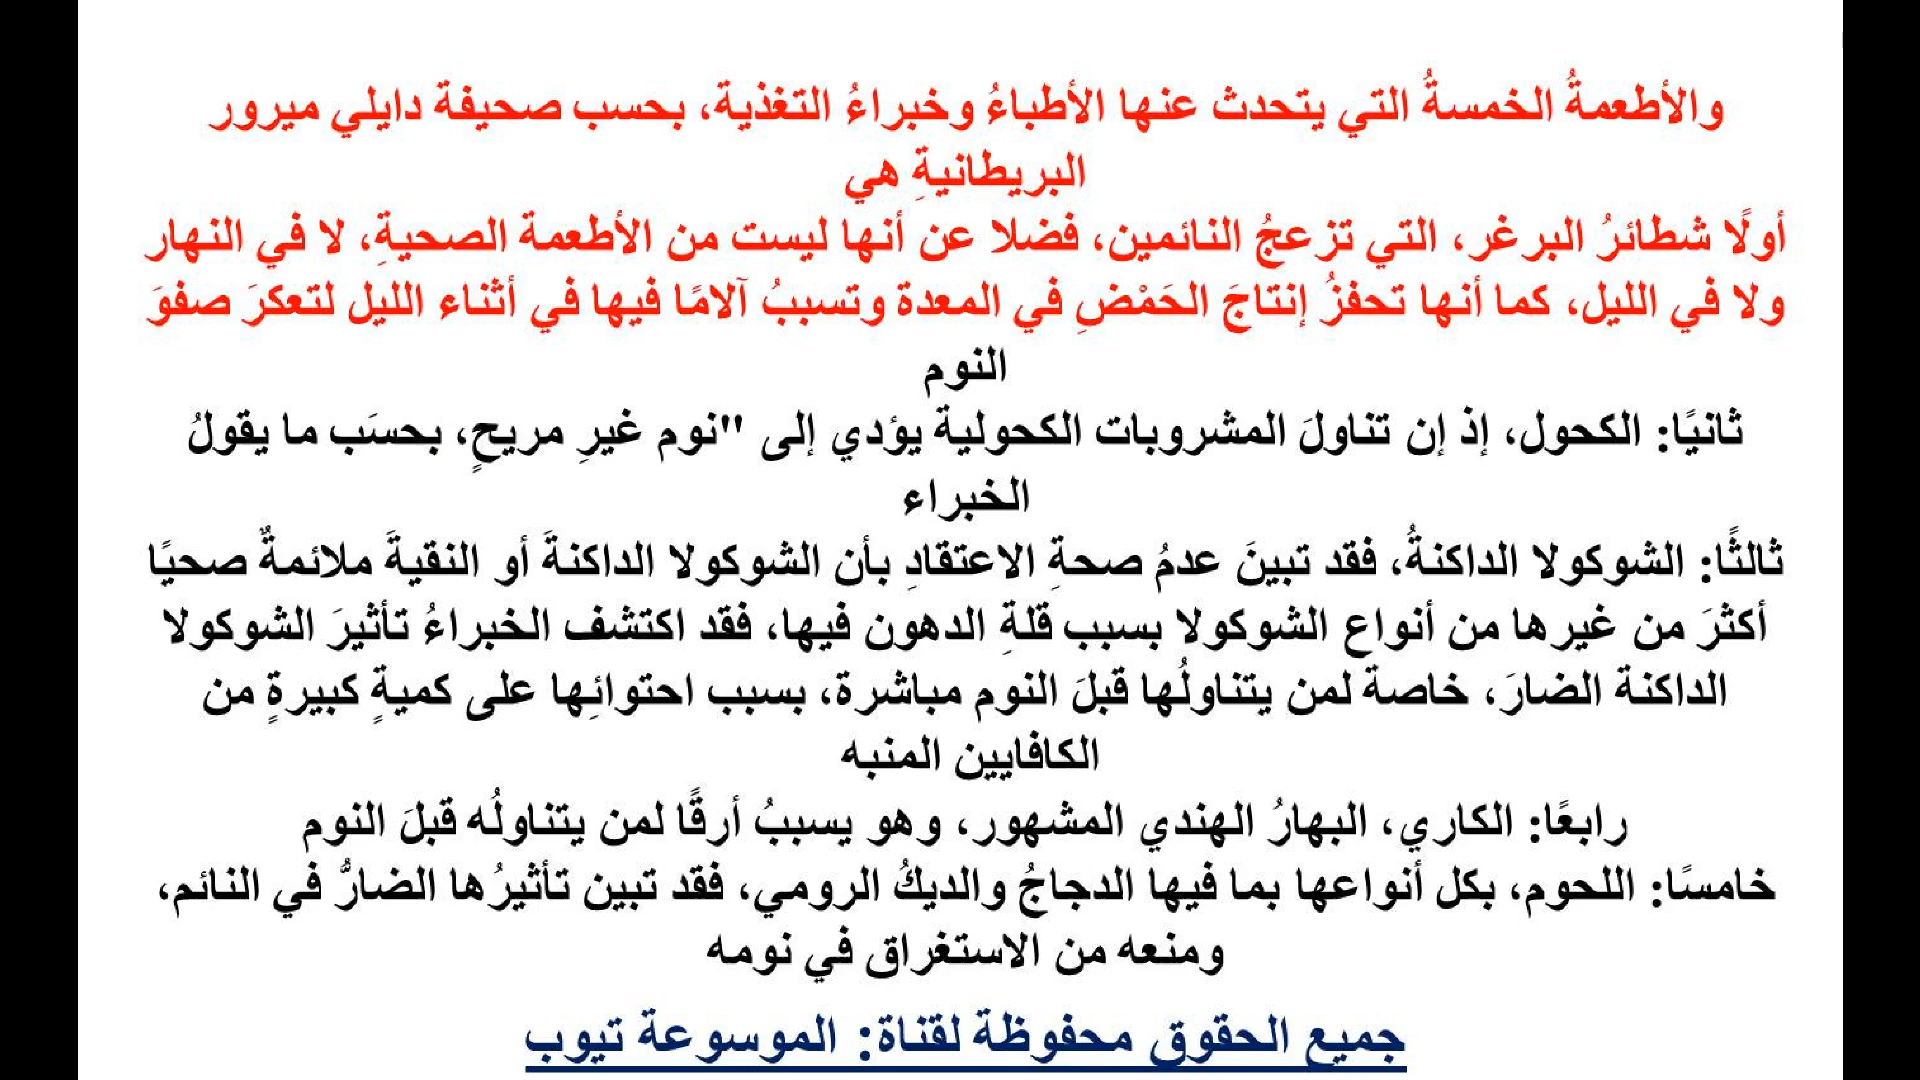 والأطعمةُ الخمسةُ التي يتحدث عنها الأطباءُ وخبراءُ التغذية، بحسب صحيفة دايلي ميرور
البريطانيةِ هي
أولًا شطائرُ البرغر، التي تزعجُ النائمين، فضلا عن أنها ليست من الأطعمة الصحيةِ، لا في النهار
ولا في الليل، كما أنها تحفزُ إنتاجَ الحَمْضِ في المعدة وتسببُ آلامًا فيها في أثناء الليل لتعكرَ صفوَ
النوم
ثانيًا: الكحول، إذ إن تناولَ المشروبات الكحولية يؤدي إلى "نوم غيرِ مريحٍ، بحسَب ما يقولُ
الخبراء
ثالثًا: الشوكولا الداكنةُ، فقد تبينَ عدمُ صحةِ الاعتقادِ بأن الشوكولا الداكنةَ أو النقيةَ ملائمةٌ صحيًا
أكثرَ من غيرها من أنواع الشوكولا بسبب قلةِ الدهون فيها، فقد اكتشف الخبراءُ تأثيرَ الشوكولا
الداكنة الضارَ، خاصة لمن يتناولُها قبلَ النوم مباشرة، بسبب احتوائِها على كميةٍ كبيرةٍ من
الكافايين المنبه
رابعًا: الكاري، البهارُ الهندي المشهور، وهو يسببُ أرقًا لمن يتناولُه قبلَ النوم
خامسًا: اللحوم، بكل أنواعها بما فيها الدجاجُ والديكُ الرومي، فقد تبين تأثيرُها الضارُّ في النائم،
ومنعه من الاستغراق في نومه
جميع الحقوق محفوظة لقناة: الموسوعة تيوب